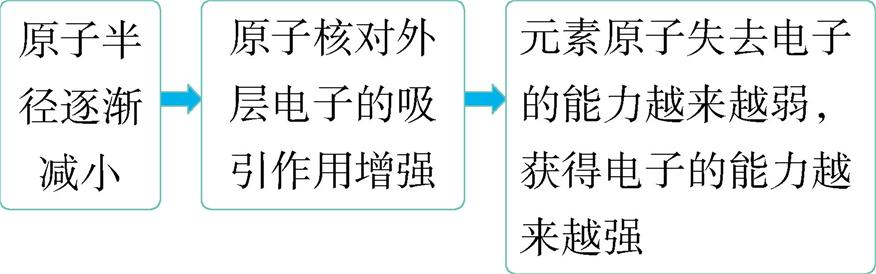 原子半
径逐渐
减小
原子核对外
层电子的吸
引作用增强
元素原子失去电子
的能力越来越弱，
获得电子的能力越
来越强